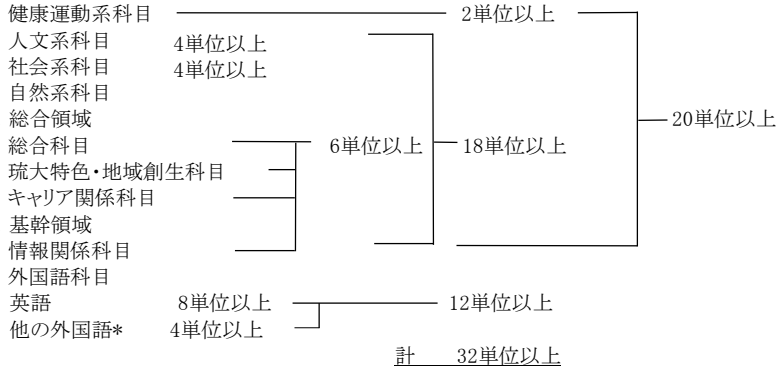 健康運動系科目 2単位以上
人文系科目 4単位以上
社会系科目 4単位以上
自然系科目
総合領域 20単位以上
総合科目 6単位以上 18単位以上
琉大特色・地域創生科目
キャリア関係科目
基幹領域
情報関係科目
外国語科目
英語 8単位以上 12単位以上
他の外国語* 4単位以上
計 32単位以上